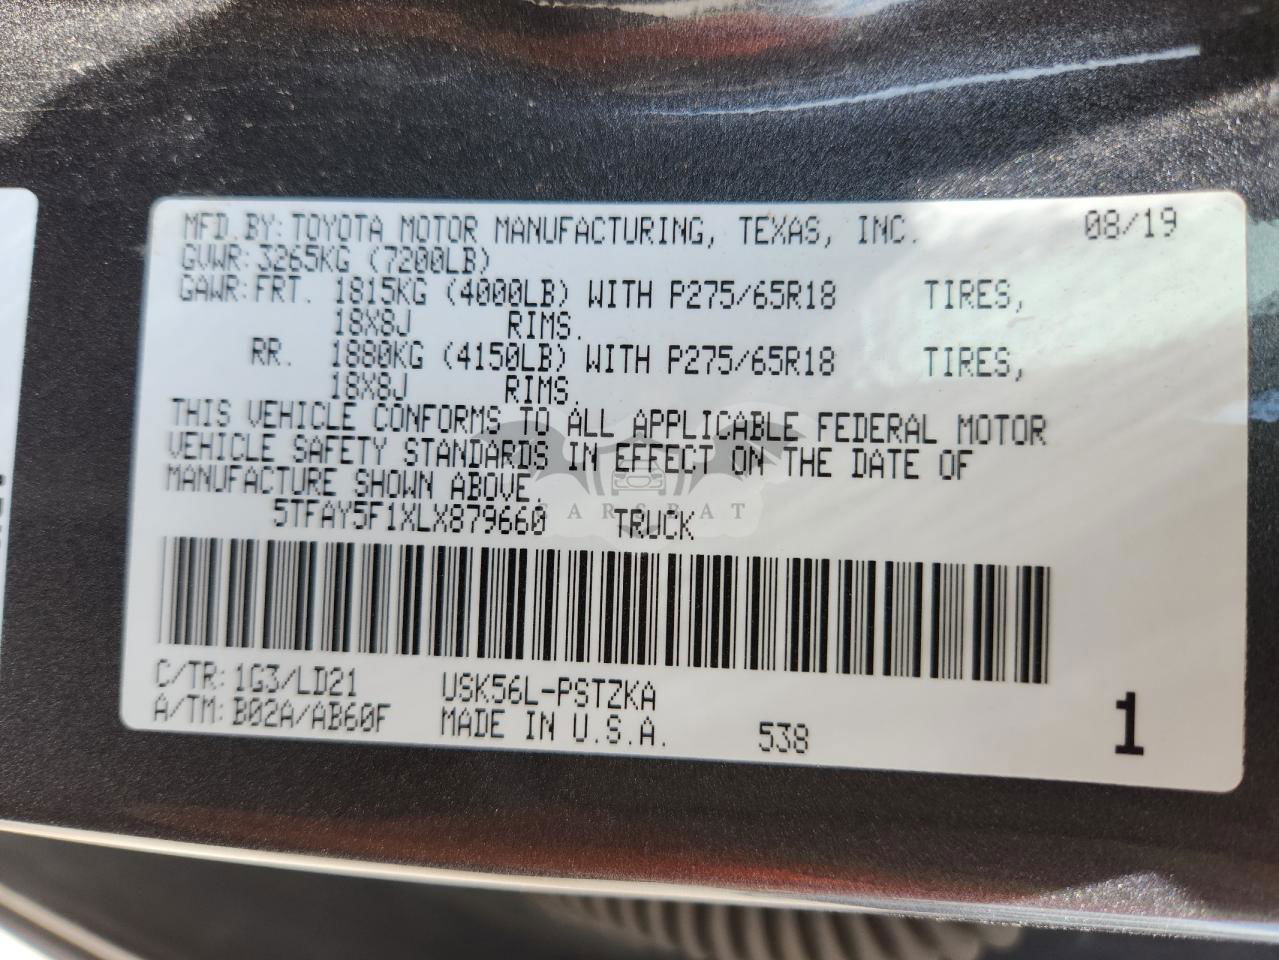 MFD.BY: TOYOTA MOTOR MANUFACTURING, TEXAS, INC. 08/19
GVWR: 3265KG (7200LB)
GAWR: FRT. 1815KG (4000LB) WITH P275/65R18 TIRES,
18X8J RIMS.
RR. 1880KG (4150LB) WITH P275/65R18 TIRES,
18X8J RIMS.
THIS VEHICLE CONFORMS TO ALL APPLICABLE FEDERAL MOTOR
VEHICLE SAFETY STANDARDS IN EFFECT ON THE DATE OF
MANUFACTURE SHOWN ABOVE.
5TFAY5F1XLX879660 TRUCK
CARSBAT
C/TR: 1G3/LD21 USK56L-PSTZKA
A/TM: B02A/AB60F MADE IN U.S.A. 538 1